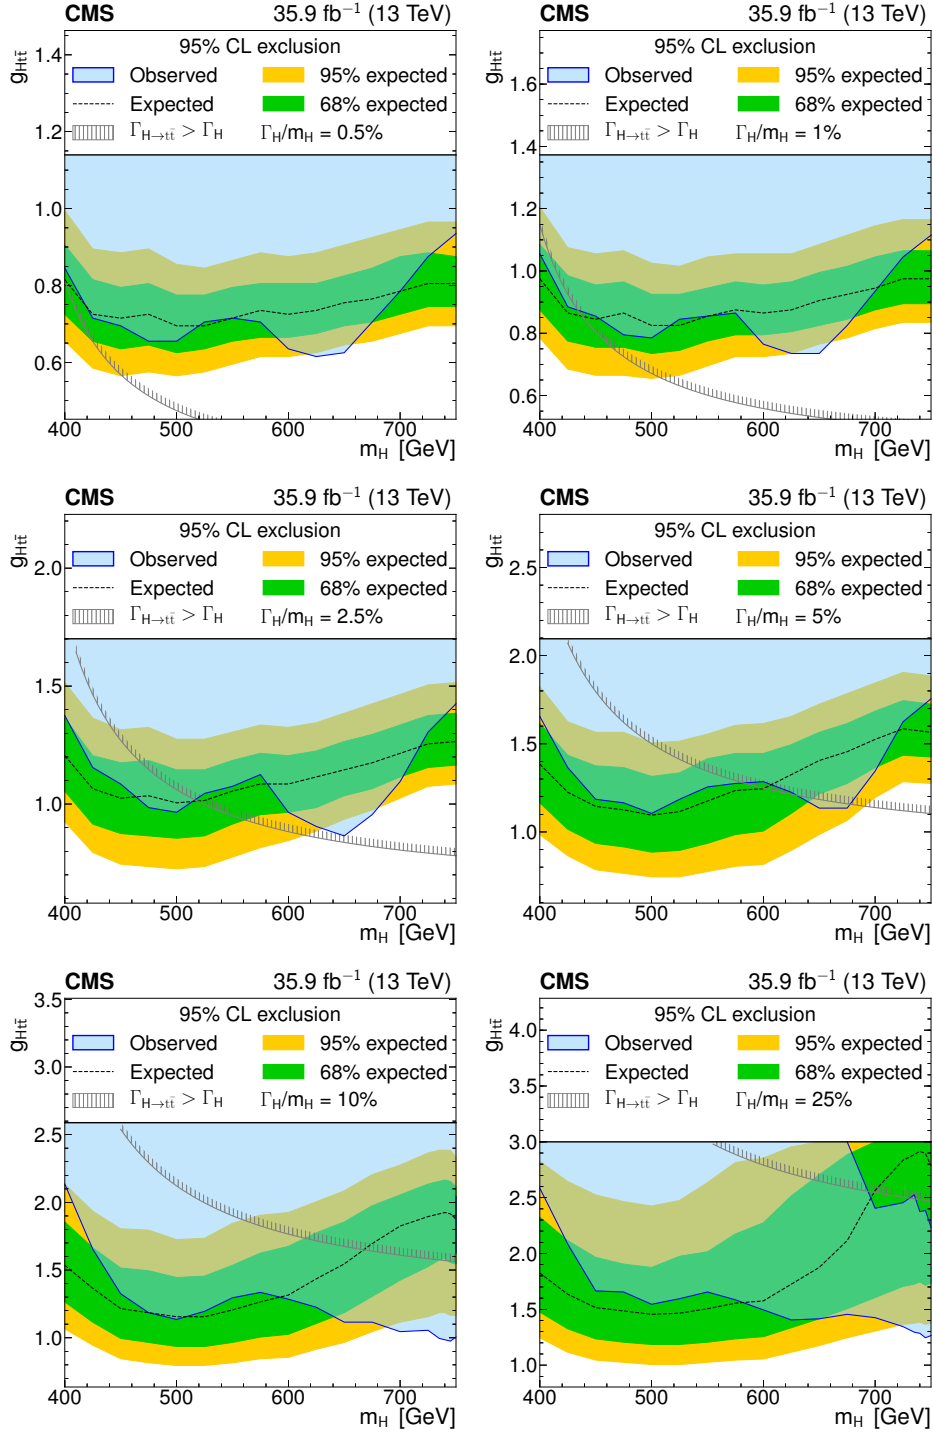 CMS 35.9 fb⁻¹ (13 TeV)
g_Htt̄
95% CL exclusion
Observed 95% expected
Expected 68% expected
Γ_H→tt̄ > Γ_H Γ_H/m_H = 0.5%
1.4
1.2
1.0
0.8
0.6
400 500 600 700
m_H [GeV]
CMS 35.9 fb⁻¹ (13 TeV)
g_Htt̄
95% CL exclusion
Observed 95% expected
Expected 68% expected
Γ_H→tt̄ > Γ_H Γ_H/m_H = 1%
1.6
1.4
1.2
1.0
0.8
0.6
400 500 600 700
m_H [GeV]
CMS 35.9 fb⁻¹ (13 TeV)
g_Htt̄
95% CL exclusion
Observed 95% expected
Expected 68% expected
Γ_H→tt̄ > Γ_H Γ_H/m_H = 2.5%
2.0
1.5
1.0
400 500 600 700
m_H [GeV]
CMS 35.9 fb⁻¹ (13 TeV)
g_Htt̄
95% CL exclusion
Observed 95% expected
Expected 68% expected
Γ_H→tt̄ > Γ_H Γ_H/m_H = 5%
2.5
2.0
1.5
1.0
400 500 600 700
m_H [GeV]
CMS 35.9 fb⁻¹ (13 TeV)
g_Htt̄
95% CL exclusion
Observed 95% expected
Expected 68% expected
Γ_H→tt̄ > Γ_H Γ_H/m_H = 10%
3.5
3.0
2.5
2.0
1.5
1.0
400 500 600 700
m_H [GeV]
CMS 35.9 fb⁻¹ (13 TeV)
g_Htt̄
95% CL exclusion
Observed 95% expected
Expected 68% expected
Γ_H→tt̄ > Γ_H Γ_H/m_H = 25%
4.0
3.5
3.0
2.5
2.0
1.5
1.0
400 500 600 700
m_H [GeV]